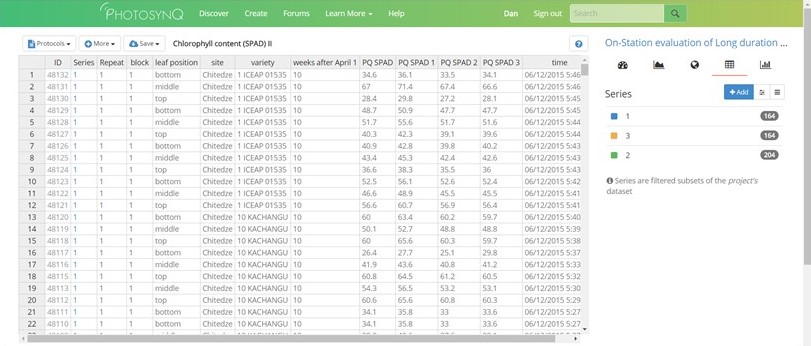 PHOTOSYNQ Discover Create Forums Learn More Help Dan Sign out Search
Protocols More Save Chlorophyll content (SPAD) II ?
On-Station evaluation of Long duration ...
ID Series Repeat block leaf position site variety weeks after April 1 PQ SPAD PQ SPAD 1 PQ SPAD 2 PQ SPAD 3 time
1 48132 1 1 1 bottom Chitedze 1 ICEAP 01535 10 34.6 36.1 33.5 34.1 06/12/2015 5:46
2 48131 1 1 1 middle Chitedze 1 ICEAP 01535 10 67 71.4 67.4 66.6 06/12/2015 5:46
3 48130 1 1 1 top Chitedze 1 ICEAP 01535 10 28.4 29.8 27.2 28.1 06/12/2015 5:45
4 48129 1 1 1 bottom Chitedze 1 ICEAP 01535 10 48.7 50.9 47.7 47.7 06/12/2015 5:45
5 48128 1 1 1 middle Chitedze 1 ICEAP 01535 10 51.7 55.6 51.7 51.6 06/12/2015 5:44
6 48127 1 1 1 top Chitedze 1 ICEAP 01535 10 40.3 42.3 39.1 39.6 06/12/2015 5:44
7 48126 1 1 1 bottom Chitedze 1 ICEAP 01535 10 40.9 42.8 39.8 40.2 06/12/2015 5:43
8 48125 1 1 1 middle Chitedze 1 ICEAP 01535 10 43.4 45.3 42.4 42.6 06/12/2015 5:43
9 48124 1 1 1 top Chitedze 1 ICEAP 01535 10 36.6 38.3 35.5 36 06/12/2015 5:43
10 48123 1 1 1 bottom Chitedze 1 ICEAP 01535 10 52.5 56.1 52.6 52.4 06/12/2015 5:42
11 48122 1 1 1 middle Chitedze 1 ICEAP 01535 10 46.6 48.9 45.5 45.5 06/12/2015 5:41
12 48121 1 1 1 top Chitedze 1 ICEAP 01535 10 56.6 60.7 56.9 56.4 06/12/2015 5:41
13 48120 1 1 1 bottom Chitedze 10 KACHANGU 10 60 63.4 60.2 59.7 06/12/2015 5:40
14 48119 1 1 1 middle Chitedze 10 KACHANGU 10 50.1 52.7 48.8 48.8 06/12/2015 5:39
15 48118 1 1 1 top Chitedze 10 KACHANGU 10 60 65.6 60.3 59.7 06/12/2015 5:38
16 48117 1 1 1 bottom Chitedze 10 KACHANGU 10 26.4 27.7 25.1 29.8 06/12/2015 5:37
17 48116 1 1 1 middle Chitedze 10 KACHANGU 10 41.9 43.6 40.8 41.2 06/12/2015 5:33
18 48115 1 1 1 top Chitedze 10 KACHANGU 10 60.8 64.5 61.2 60.5 06/12/2015 5:32
19 48113 1 1 1 middle Chitedze 10 KACHANGU 10 54.3 56.5 53.2 53.1 06/12/2015 5:30
20 48112 1 1 1 top Chitedze 10 KACHANGU 10 60.6 65.6 60.8 60.3 06/12/2015 5:29
21 48111 1 1 1 bottom Chitedze 10 KACHANGU 10 34.1 35.8 33 33.6 06/12/2015 5:27
22 48110 1 1 1 bottom Chitedze 10 KACHANGU 10 34.1 35.8 33 33.6 06/12/2015 5:27
Series + Add
1 164
3 164
2 204
Series are filtered subsets of the project's
dataset